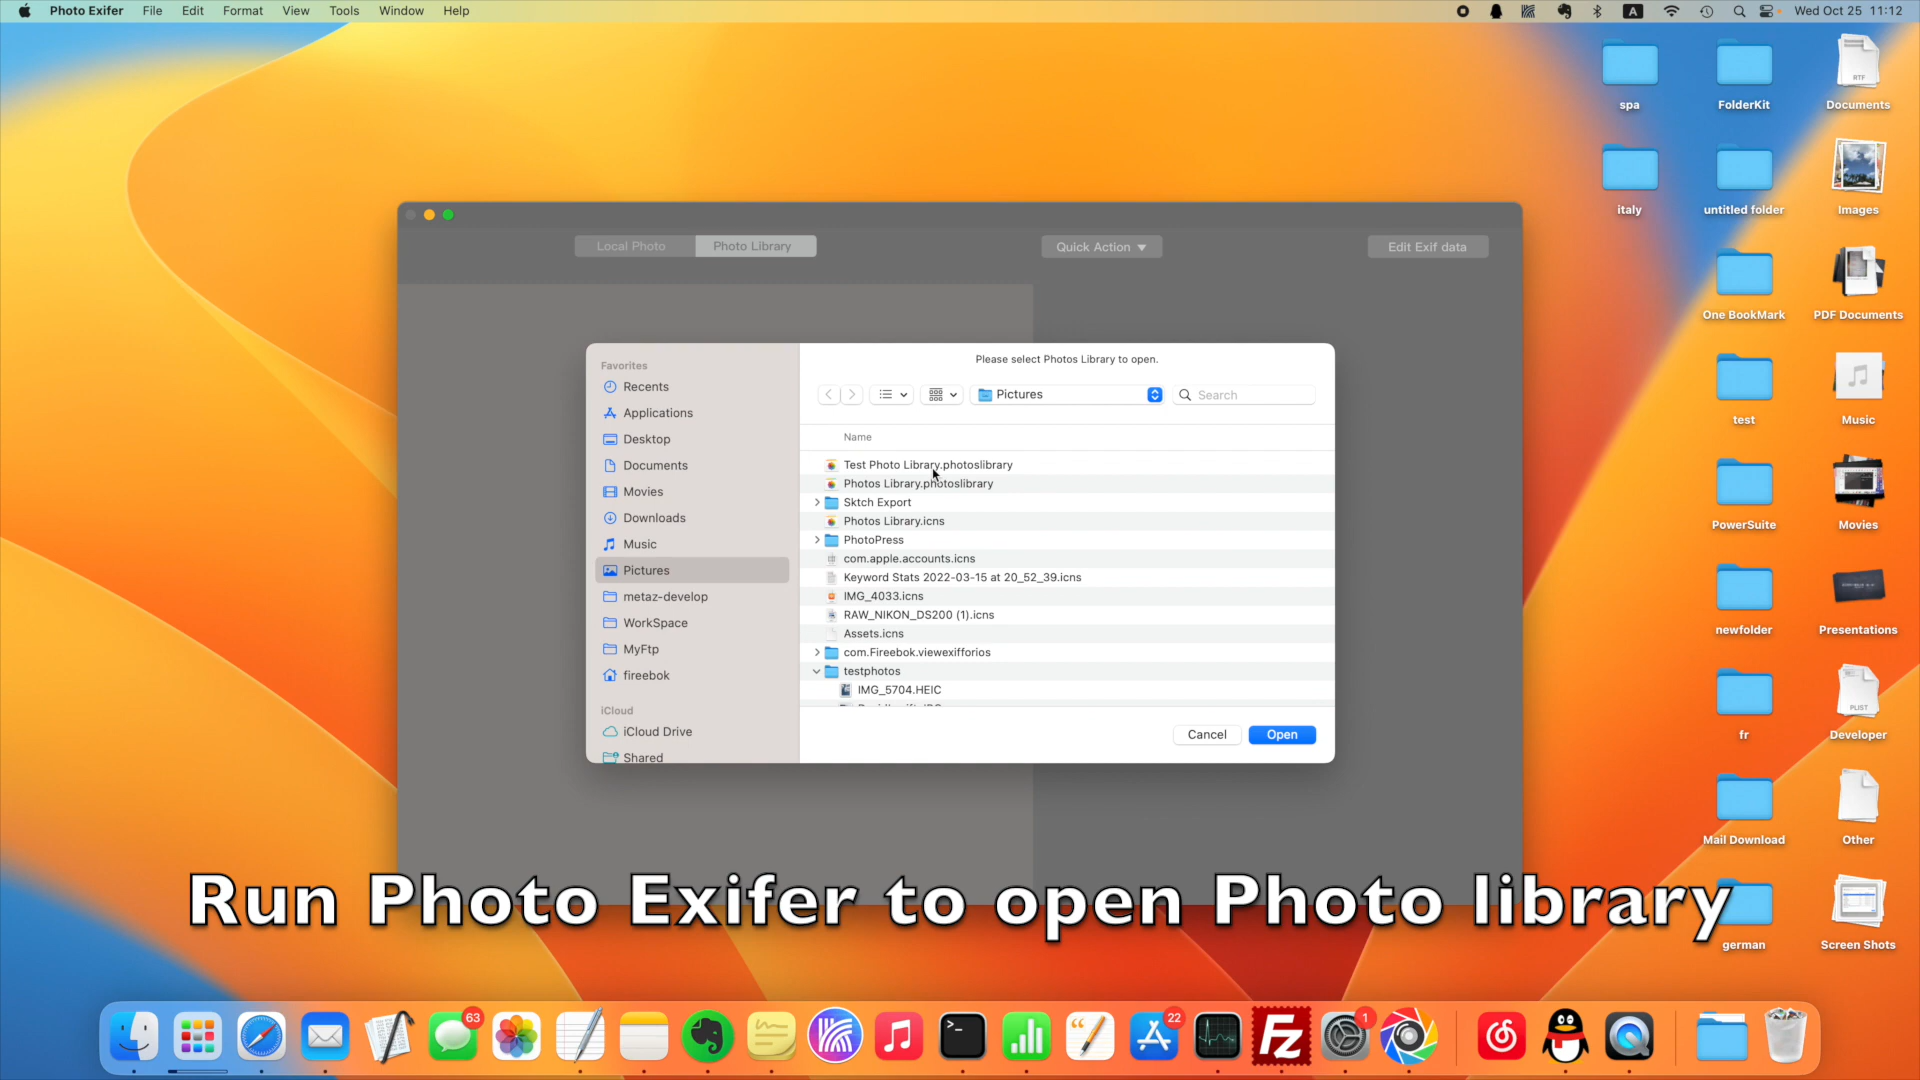 Photo Exifer File Edit Format View Tools Window Help
A Wed Oct 25 11:12
spa
FolderKit
RTF
Documents
italy
untitled folder
Images
One BookMark
PDF Documents
test
Music
PowerSuite
Movies
newfolder
Presentations
fr
PLIST
Developer
Mail Download
Other
german
Screen Shots
Local Photo
Photo Library
Quick Action
Edit Exif data
Favorites
Recents
Applications
Desktop
Documents
Movies
Downloads
Music
Pictures
metaz-develop
WorkSpace
MyFtp
fireebok
iCloud
iCloud Drive
Shared
Please select Photos Library to open.
Pictures
Search
Name
Test Photo Library.photoslibrary
Photos Library.photoslibrary
Sktch Export
Photos Library.icns
PhotoPress
com.apple.accounts.icns
Keyword Stats 2022-03-15 at 20_52_39.icns
IMG_4033.icns
RAW_NIKON_DS200 (1).icns
Assets.icns
com.Fireebok.viewexifforios
testphotos
IMG_5704.HEIC
Cancel
Open
Run Photo Exifer to open Photo library
63
22
Fz
1